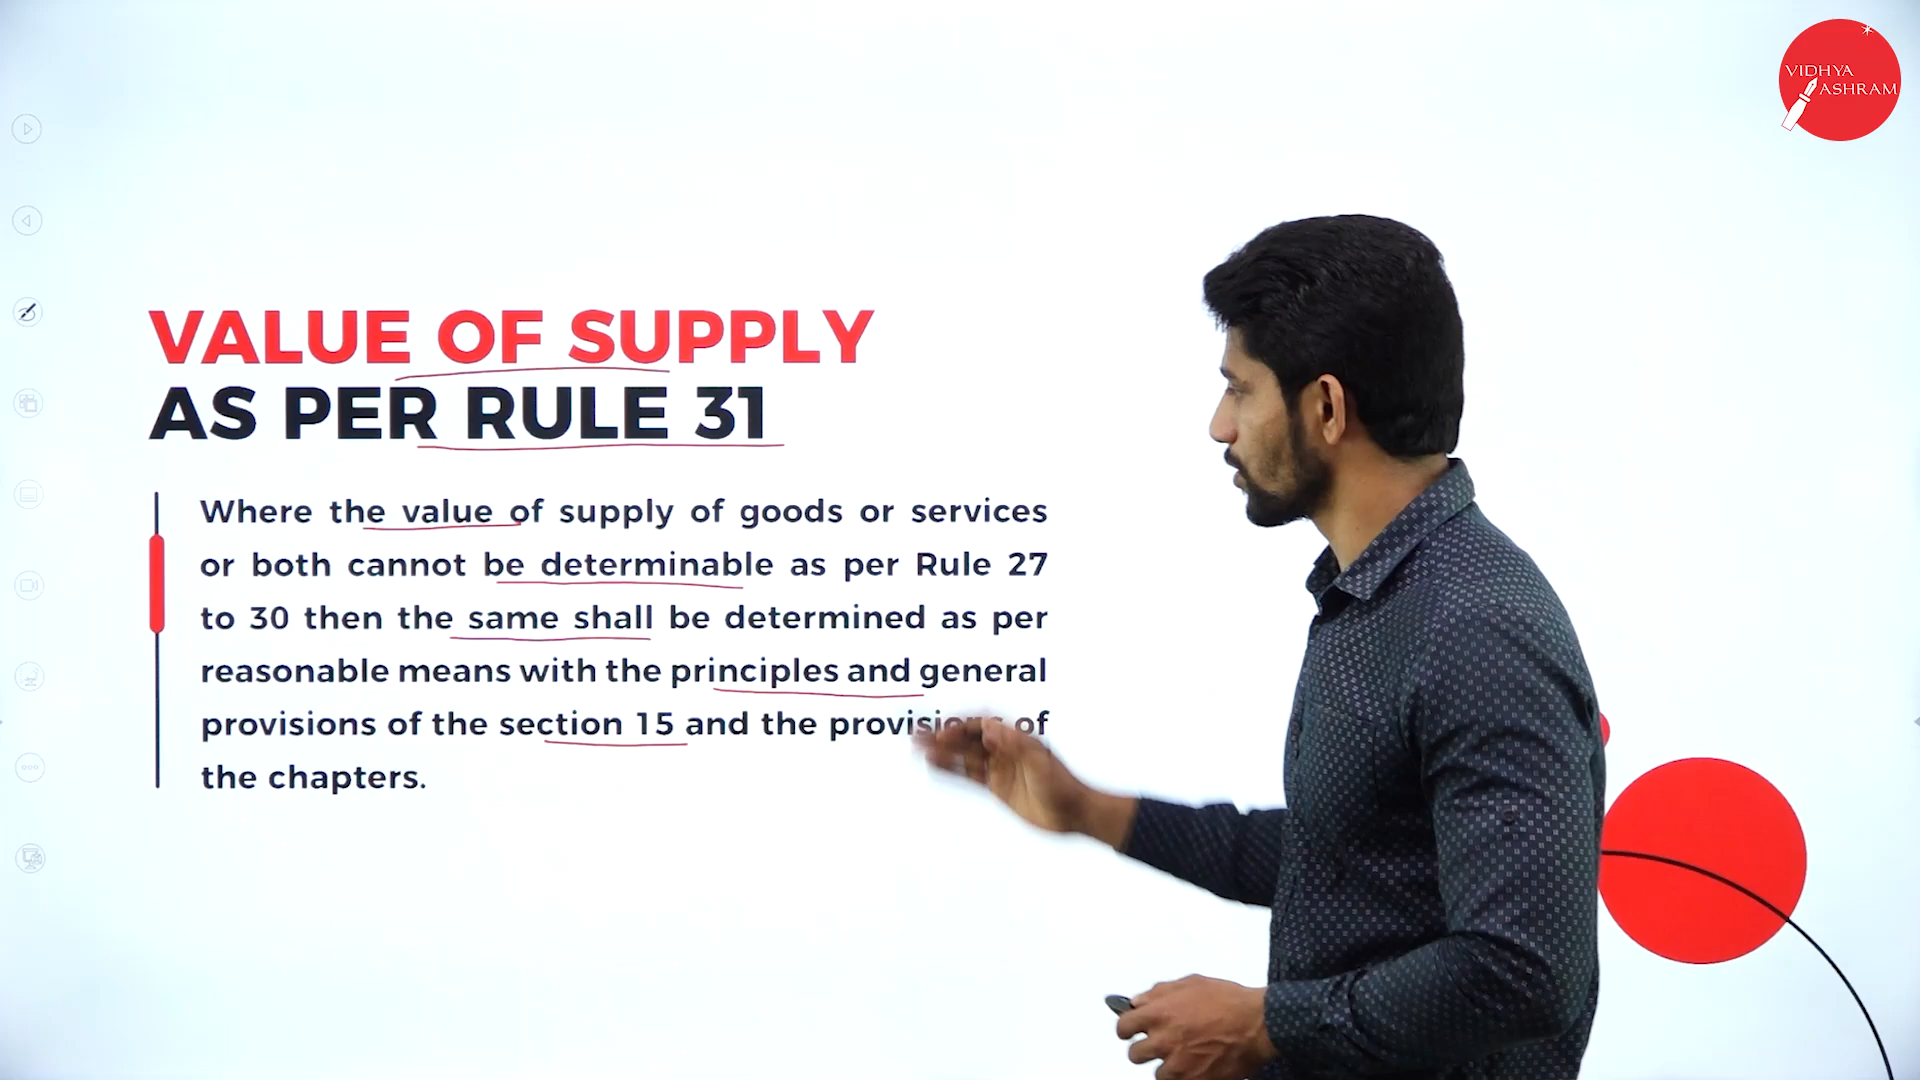 VIDHYA
ASHRAM
VALUE OF SUPPLY
AS PER RULE 31
Where the value of supply of goods or services
or both cannot be determinable as per Rule 27
to 30 then the same shall be determined as per
reasonable means with the principles and general
provisions of the section 15 and the provisions of
the chapters.